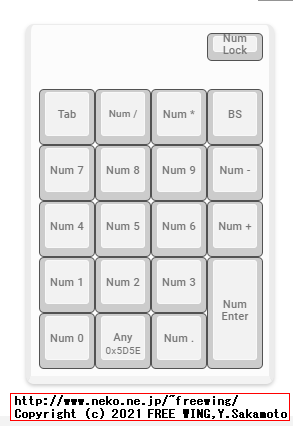 Num
Lock
Tab Num / Num * BS
Num 7 Num 8 Num 9 Num -
Num 4 Num 5 Num 6 Num +
Num 1 Num 2 Num 3
Num
Enter
Num 0 Any Num .
0x5D5E
http://www.neko.ne.jp/~freewing/
Copyright (c) 2021 FREE WING,Y.Sakamoto